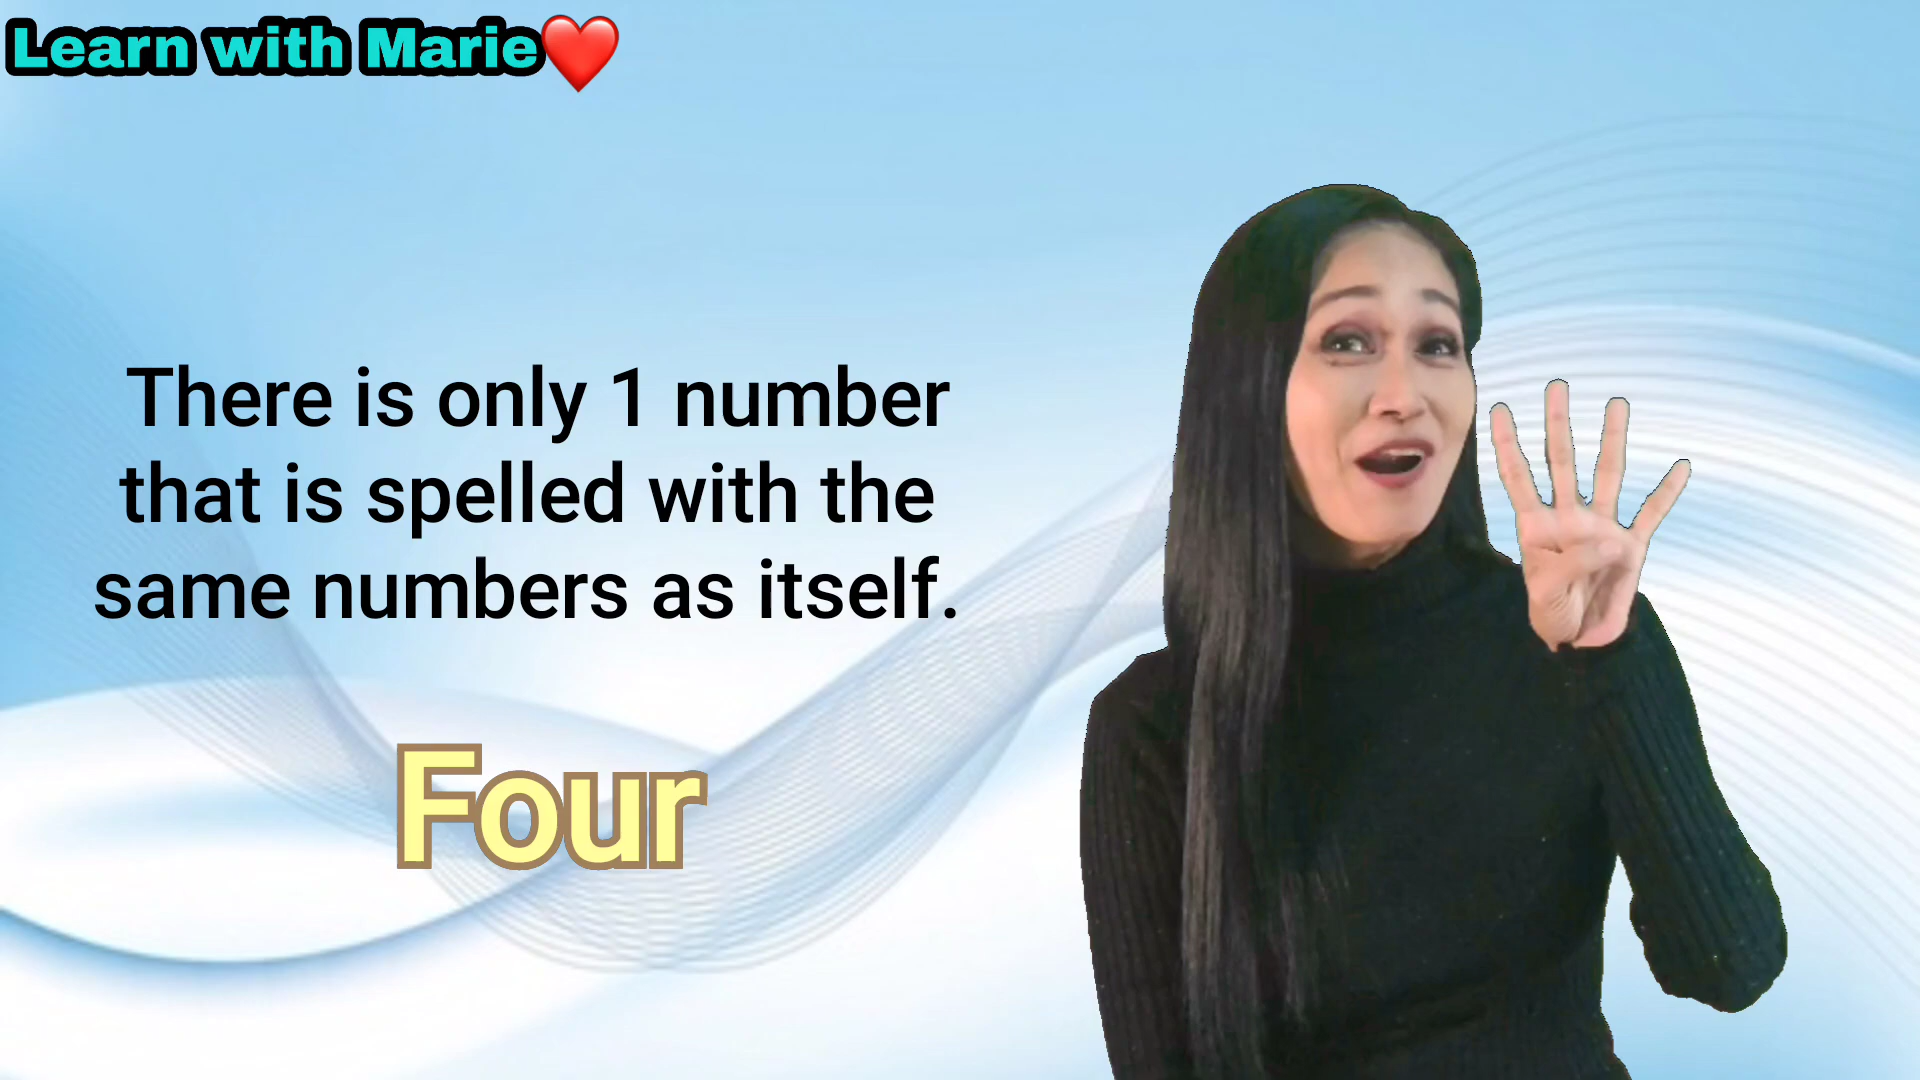 Learn with Marie❤️
There is only 1 number
that is spelled with the
same numbers as itself.
Four